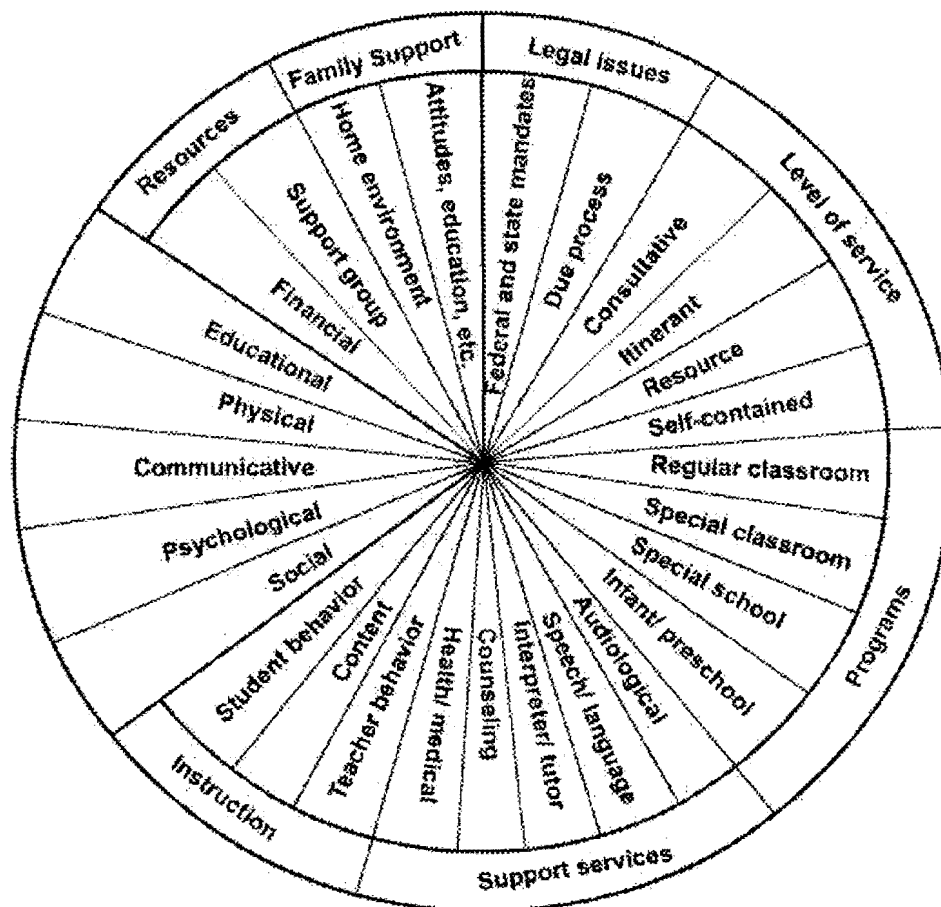 Family Support
Legal issues
Level of service
Programs
Support services
Instruction
Resources
Federal and state mandates
Due process
Consultative
Itinerant
Resource
Self-contained
Regular classroom
Special classroom
Special school
Infant/ preschool
Audiological
Speech/ language
Interpreter/ tutor
Counseling
Health/ medical
Teacher behavior
Content
Student behavior
Social
Psychological
Communicative
Physical
Educational
Financial
Support group
Home environment
Attitudes, education, etc.